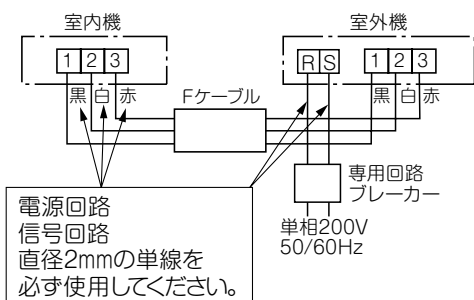 室内機
室外機
1 2 3
R S
1 2 3
黒 白 赤
Fケーブル
黒 白 赤
専用回路
ブレーカー
単相200V
50/60Hz
電源回路
信号回路
直径2mmの単線を
必ず使用してください。